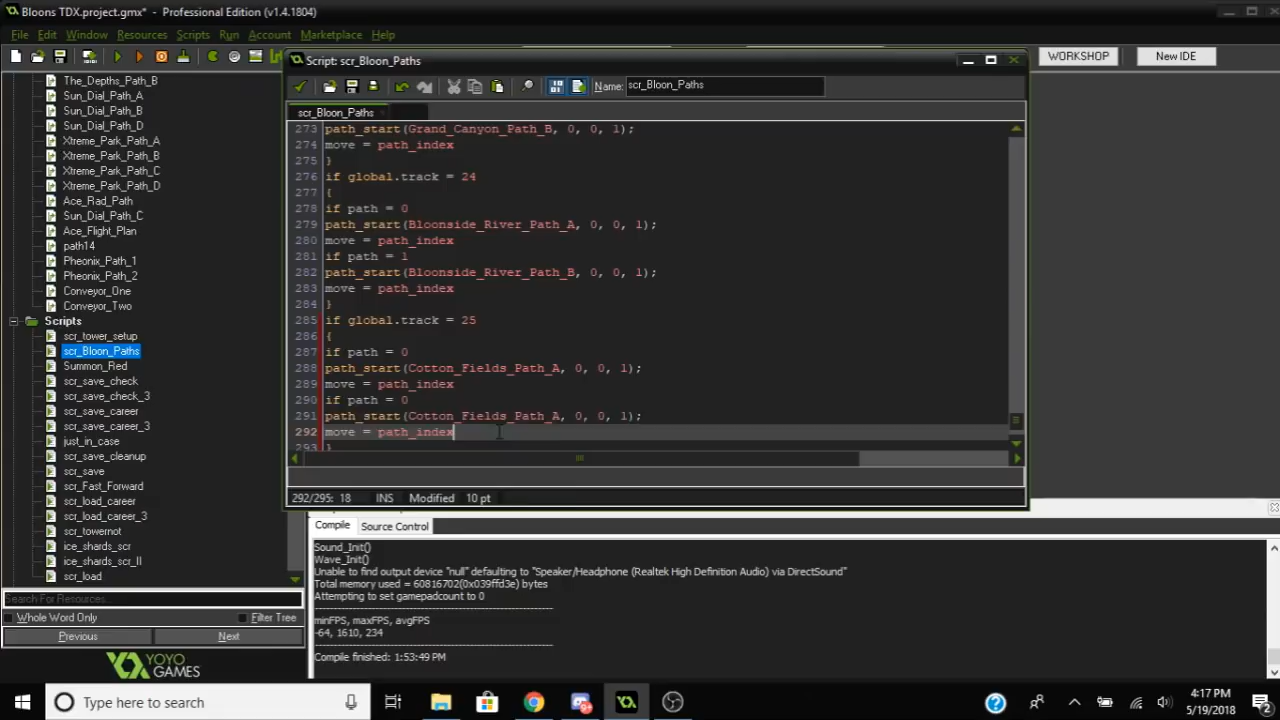 Bloons TDX.project.gmx* - Professional Edition (v1.4.1804)
File Edit Window Resources Scripts Run Account Marketplace Help
WORKSHOP
New IDE
The_Depths_Path_B
Sun_Dial_Path_A
Sun_Dial_Path_B
Sun_Dial_Path_D
Xtreme_Park_Path_A
Xtreme_Park_Path_B
Xtreme_Park_Path_C
Xtreme_Park_Path_D
Ace_Rad_Path
Sun_Dial_Path_C
Ace_Flight_Plan
path14
Pheonix_Path_1
Pheonix_Path_2
Conveyor_One
Conveyor_Two
Scripts
scr_tower_setup
scr_Bloon_Paths
Summon_Red
scr_save_check
scr_save_check_3
scr_save_career
scr_save_career_3
just_in_case
scr_save_cleanup
scr_save
scr_Fast_Forward
scr_load_career
scr_load_career_3
scr_towernot
ice_shards_scr
ice_shards_scr_II
scr_load
Search For Resources...
Whole Word Only Filter Tree
Previous Next
YOYO GAMES
Script: scr_Bloon_Paths
Name: scr_Bloon_Paths
scr_Bloon_Paths
273 path_start(Grand_Canyon_Path_B, 0, 0, 1);
274 move = path_index
275 }
276 if global.track = 24
277 {
278 if path = 0
279 path_start(Bloonside_River_Path_A, 0, 0, 1);
280 move = path_index
281 if path = 1
282 path_start(Bloonside_River_Path_B, 0, 0, 1);
283 move = path_index
284 }
285 if global.track = 25
286 {
287 if path = 0
288 path_start(Cotton_Fields_Path_A, 0, 0, 1);
289 move = path_index
290 if path = 0
291 path_start(Cotton_Fields_Path_A, 0, 0, 1);
292 move = path_index
293 }
292/295: 18 INS Modified 10 pt
Compile Source Control
Sound_Init()
Wave_Init()
Unable to find output device "null" defaulting to "Speaker/Headphone (Realtek High Definition Audio) via DirectSound"
Total memory used = 60816702(0x039ffd3e) bytes
Attempting to set gamepadcount to 0
minFPS, maxFPS, avgFPS
-64, 1610, 234
Compile finished: 1:53:49 PM
Type here to search
4:17 PM
5/19/2018
2